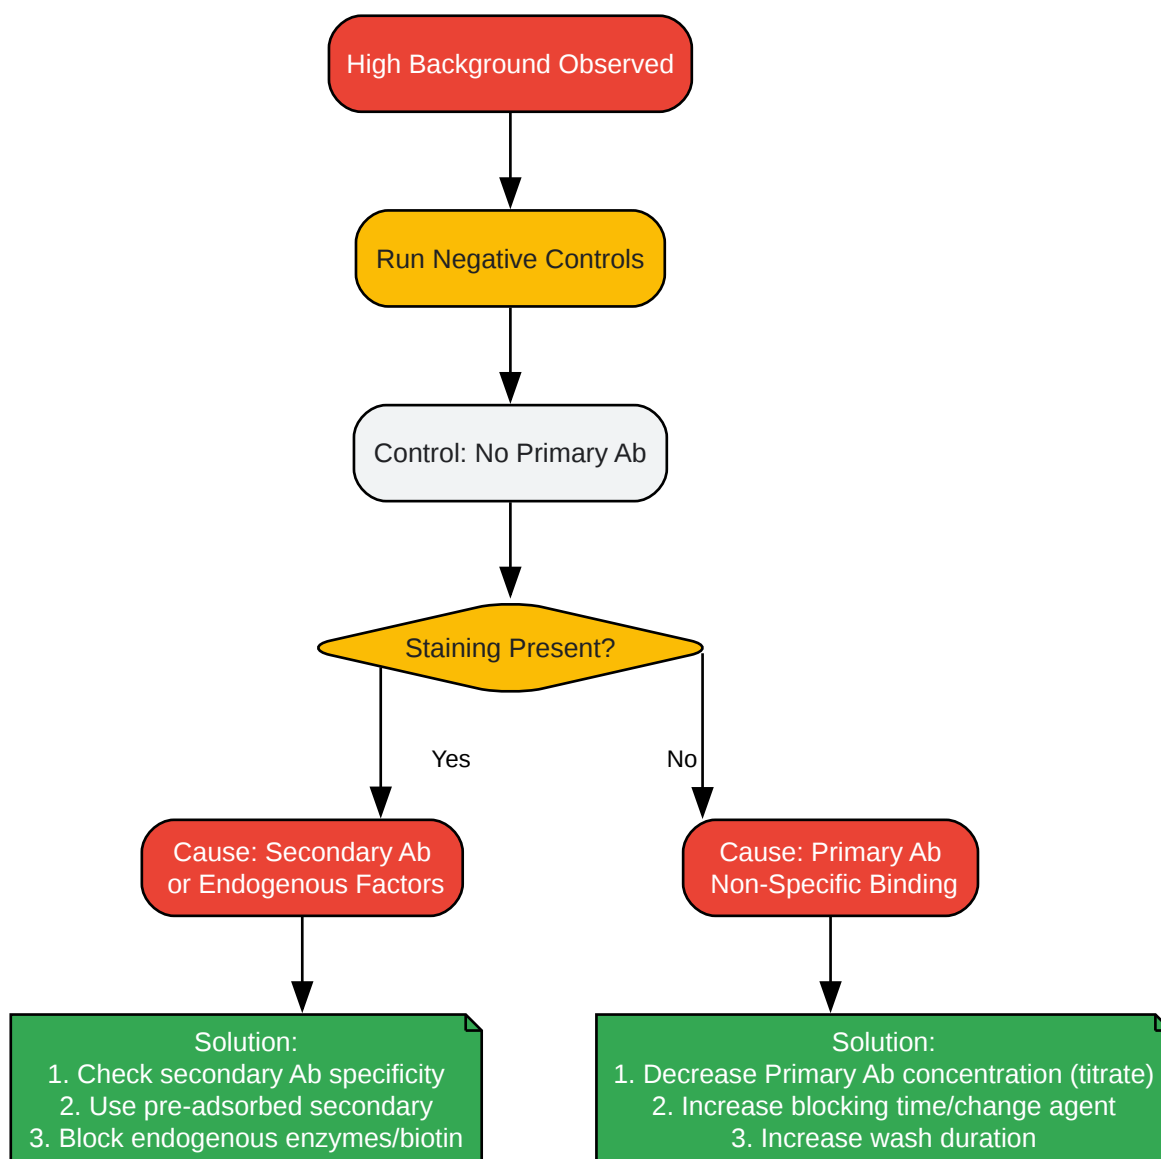 High Background Observed
Run Negative Controls
Control: No Primary Ab
Staining Present?
Yes
No
Cause: Secondary Ab
or Endogenous Factors
Cause: Primary Ab
Non-Specific Binding
Solution:
1. Check secondary Ab specificity
2. Use pre-adsorbed secondary
3. Block endogenous enzymes/biotin
Solution:
1. Decrease Primary Ab concentration (titrate)
2. Increase blocking time/change agent
3. Increase wash duration